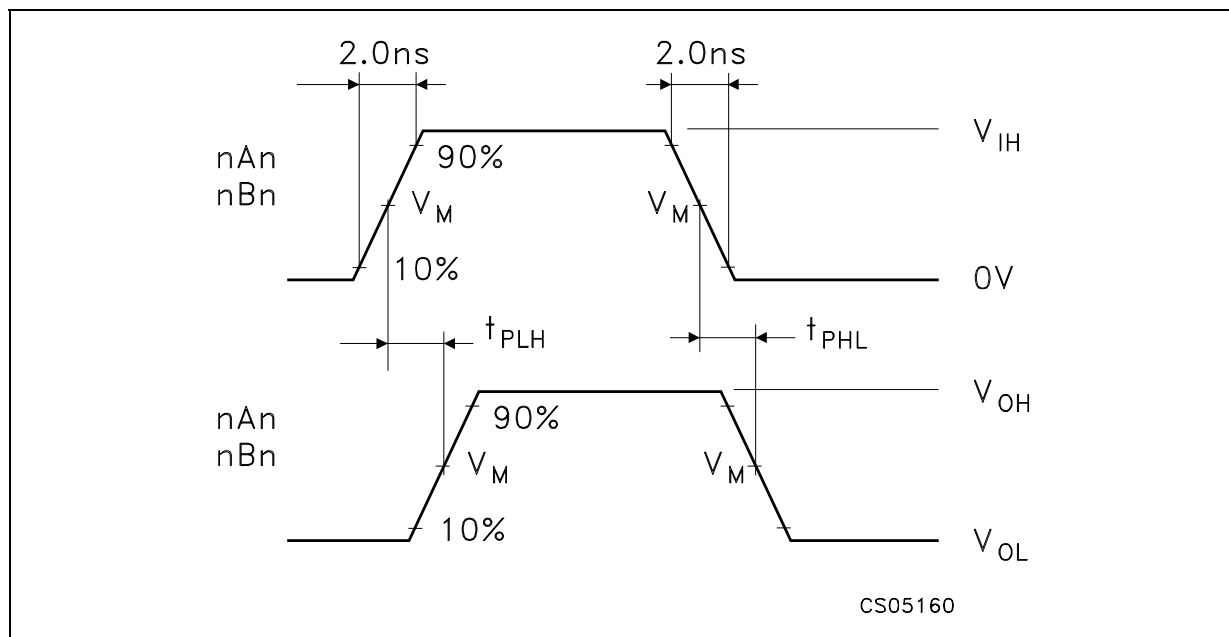 2.0ns 2.0ns
V_IH
nAn
nBn
90%
V_M V_M
10%
0V
t_PLH t_PHL
V_OH
nAn
nBn
90%
V_M V_M
10%
V_OL
CS05160